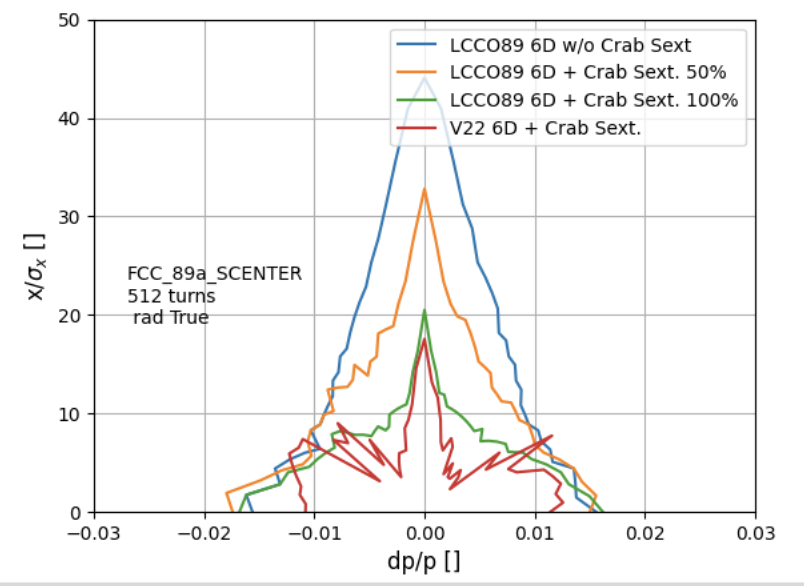 50
LCCO89 6D w/o Crab Sext
LCCO89 6D + Crab Sext. 50%
LCCO89 6D + Crab Sext. 100%
V22 6D + Crab Sext.
40
30
x/σₓ []
FCC_89a_SCENTER
512 turns
rad True
20
10
0
−0.03 −0.02 −0.01 0.00 0.01 0.02 0.03
dp/p []